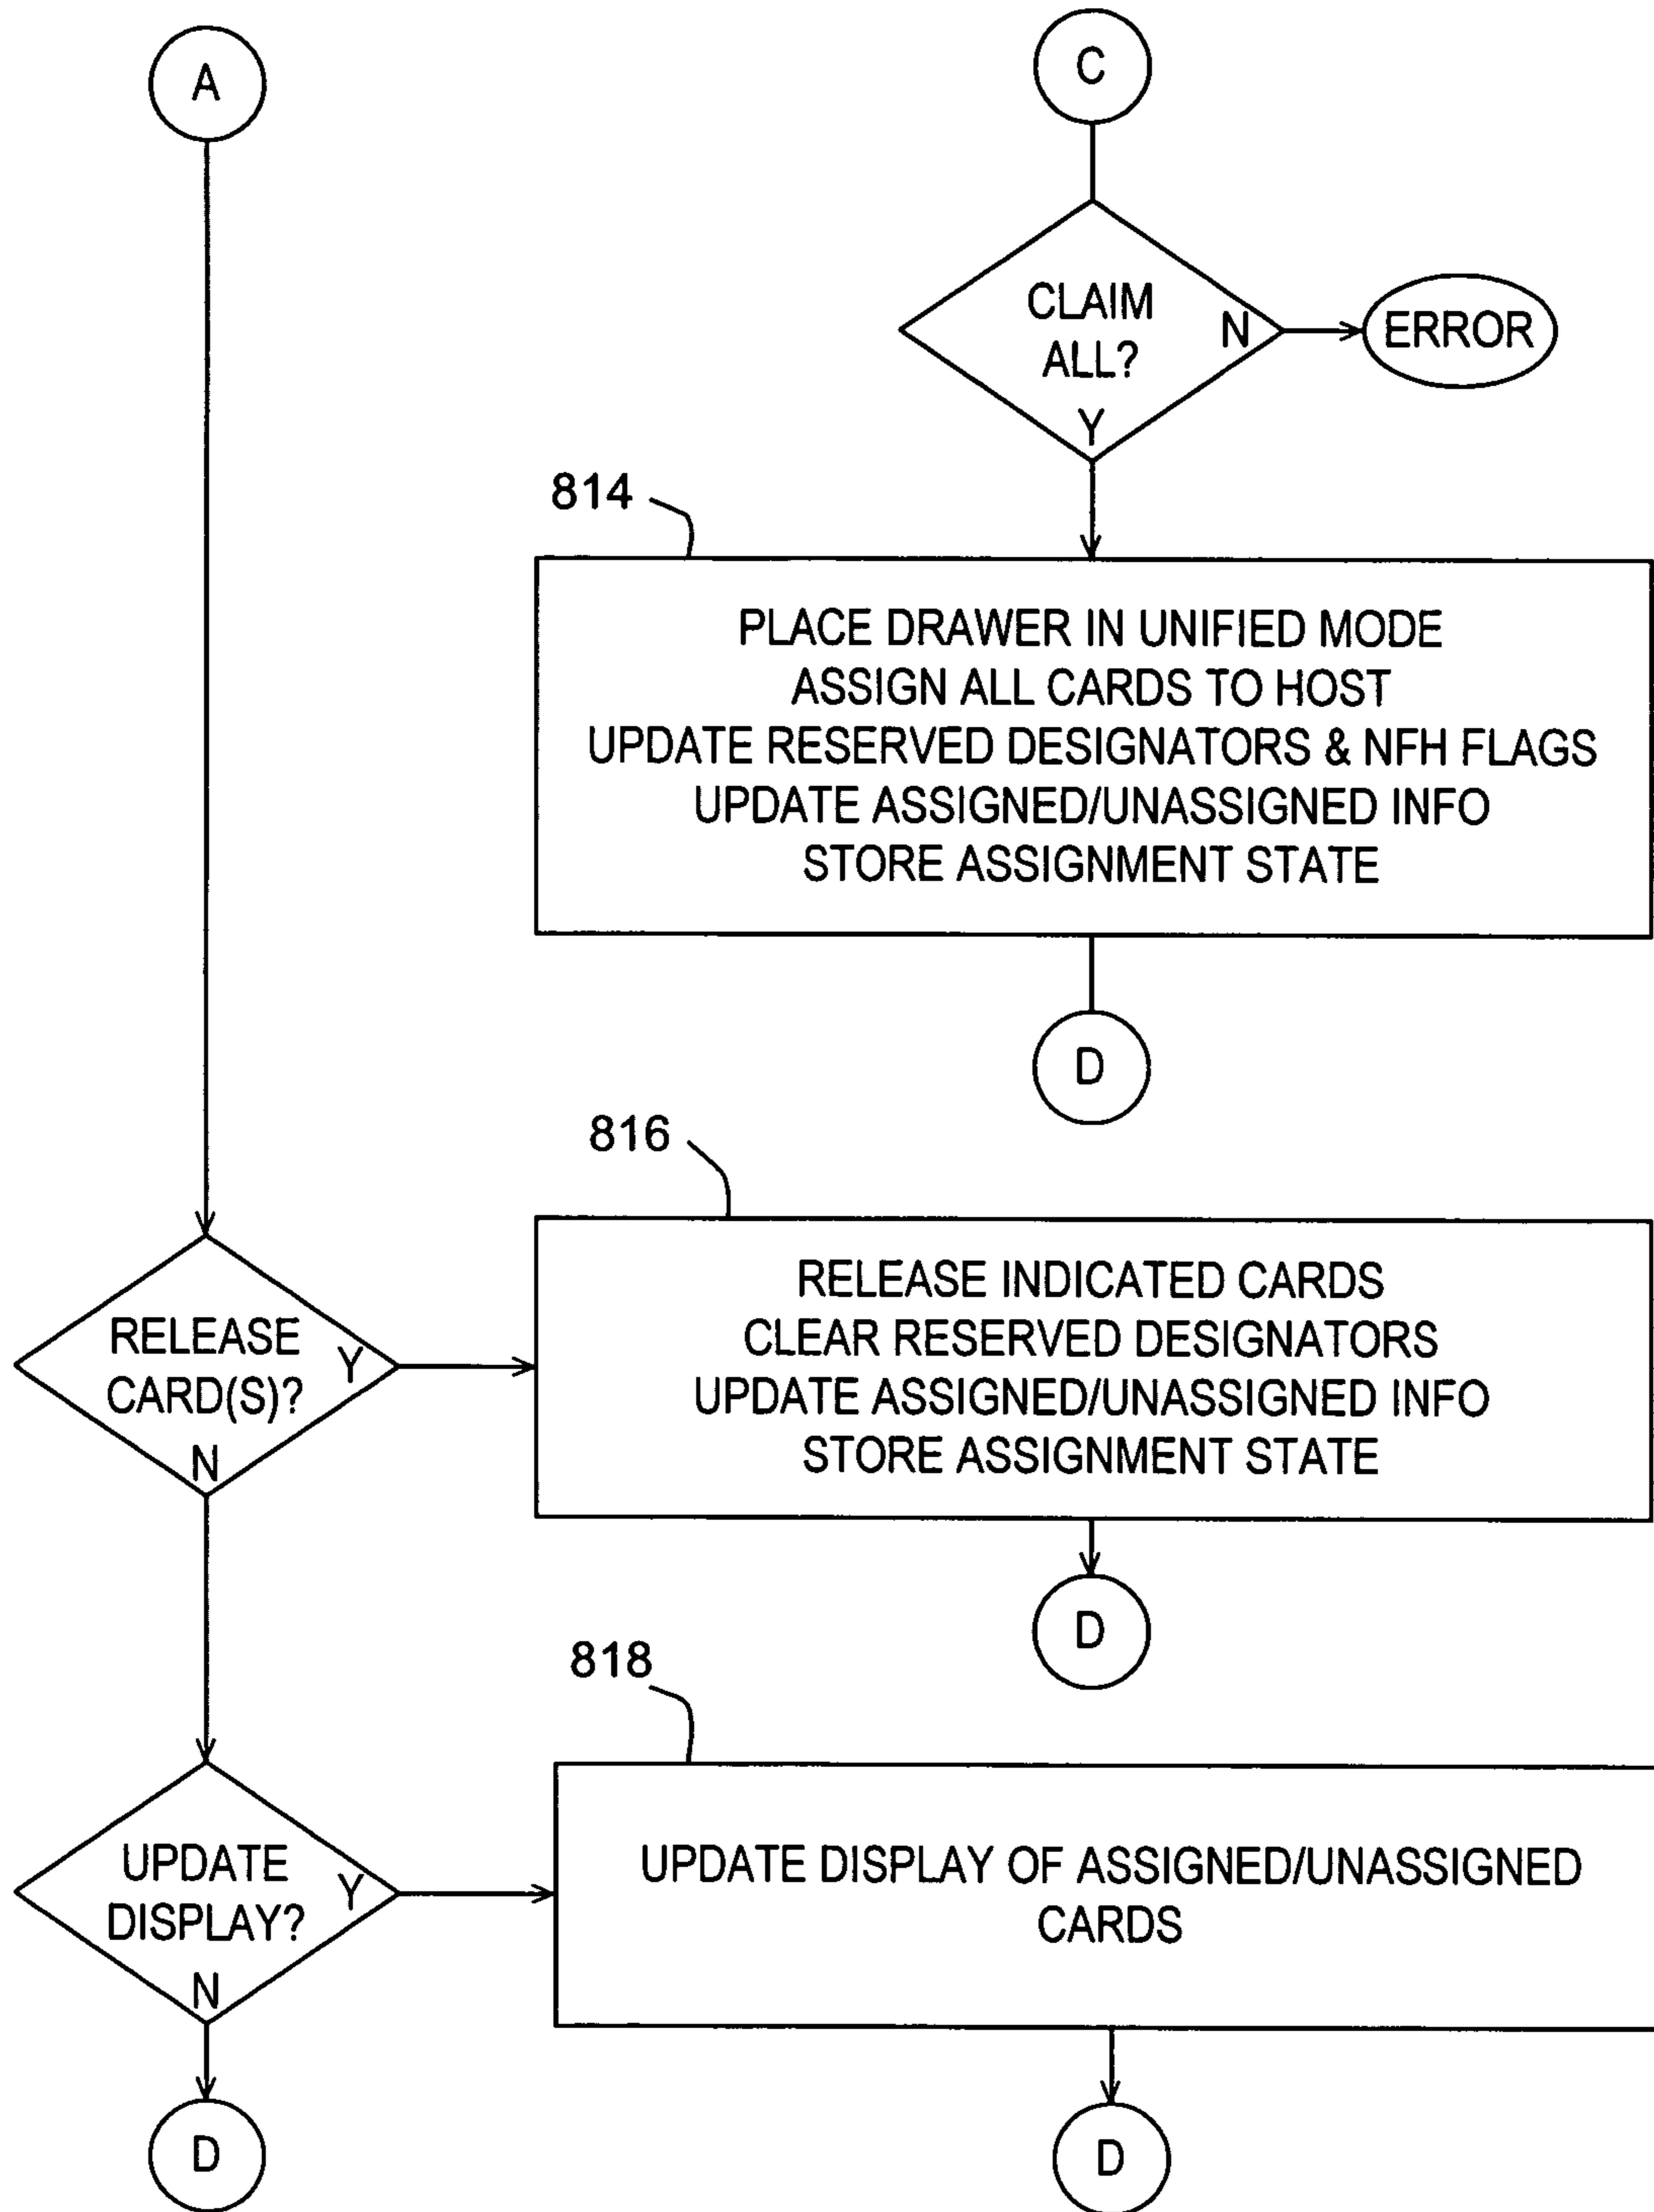 A
C
CLAIM
ALL?
N
ERROR
Y
814
PLACE DRAWER IN UNIFIED MODE
ASSIGN ALL CARDS TO HOST
UPDATE RESERVED DESIGNATORS & NFH FLAGS
UPDATE ASSIGNED/UNASSIGNED INFO
STORE ASSIGNMENT STATE
D
816
RELEASE
CARD(S)?
Y
N
RELEASE INDICATED CARDS
CLEAR RESERVED DESIGNATORS
UPDATE ASSIGNED/UNASSIGNED INFO
STORE ASSIGNMENT STATE
D
818
UPDATE
DISPLAY?
Y
N
UPDATE DISPLAY OF ASSIGNED/UNASSIGNED
CARDS
D
D